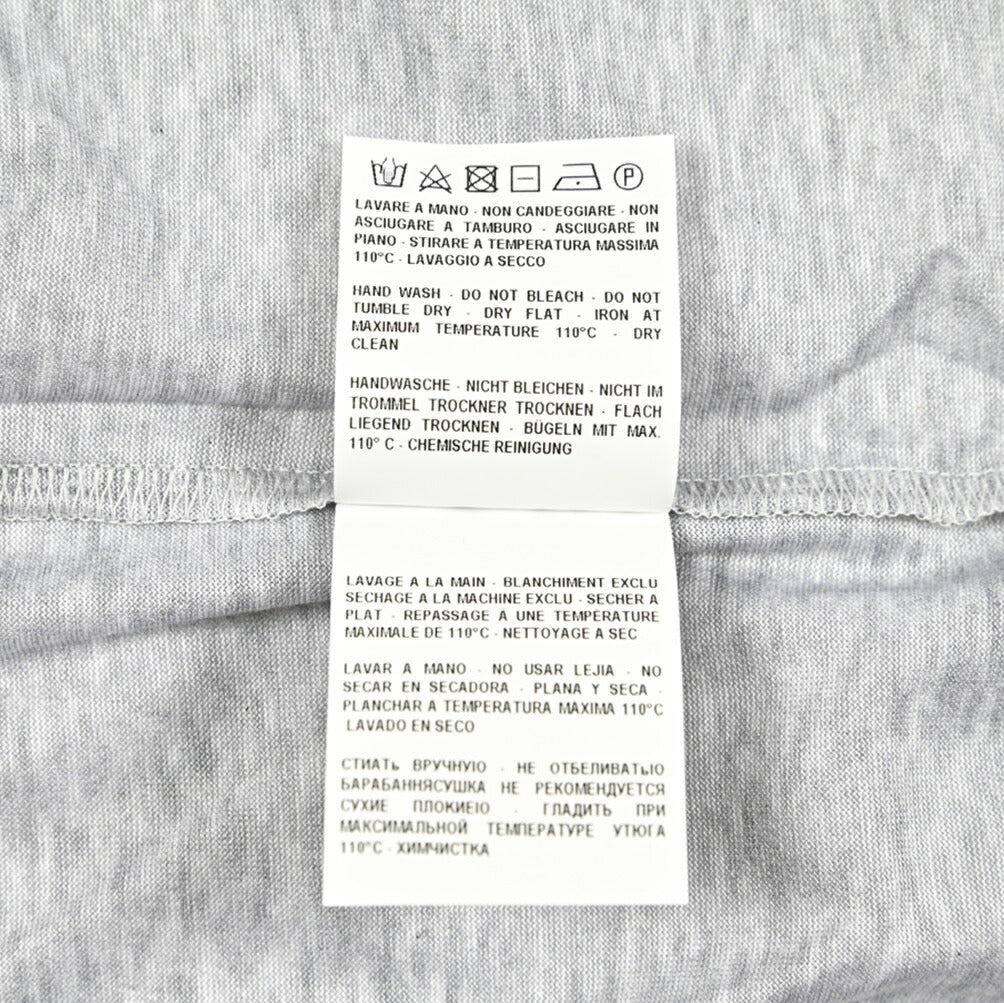 P
LAVARE A MANO - NON CANDEGGIARE - NON
ASCIUGARE A TAMBURO - ASCIUGARE IN
PIANO - STIRARE A TEMPERATURA MASSIMA
110°C - LAVAGGIO A SECCO
HAND WASH - DO NOT BLEACH - DO NOT
TUMBLE DRY - DRY FLAT - IRON AT
MAXIMUM TEMPERATURE 110°C - DRY
CLEAN
HANDWASCHE - NICHT BLEICHEN - NICHT IM
TROMMEL TROCKNER TROCKNEN - FLACH
LIEGEND TROCKNEN - BÜGELN MIT MAX.
110° C - CHEMISCHE REINIGUNG
LAVAGE A LA MAIN - BLANCHIMENT EXCLU
SECHAGE A LA MACHINE EXCLU - SECHER A
PLAT - REPASSAGE A UNE TEMPERATURE
MAXIMALE DE 110°C - NETTOYAGE A SEC
LAVAR A MANO - NO USAR LEJIA - NO
SECAR EN SECADORA - PLANA Y SECA -
PLANCHAR A TEMPERATURA MAXIMA 110°C
LAVADO EN SECO
СТИАТЬ ВРУЧНУЮ - НЕ ОТБЕЛИВАТЬЮ
БАРАБАННЯСУШКА НЕ РЕКОМЕНДУЕТСЯ
СУХИЕ ПЛОКИЕЮ - ГЛАДИТЬ ПРИ
МАКСИМАЛЬНОЙ ТЕМПЕРАТУРЕ УТЮГА
110°C - ХИМЧИСТКА